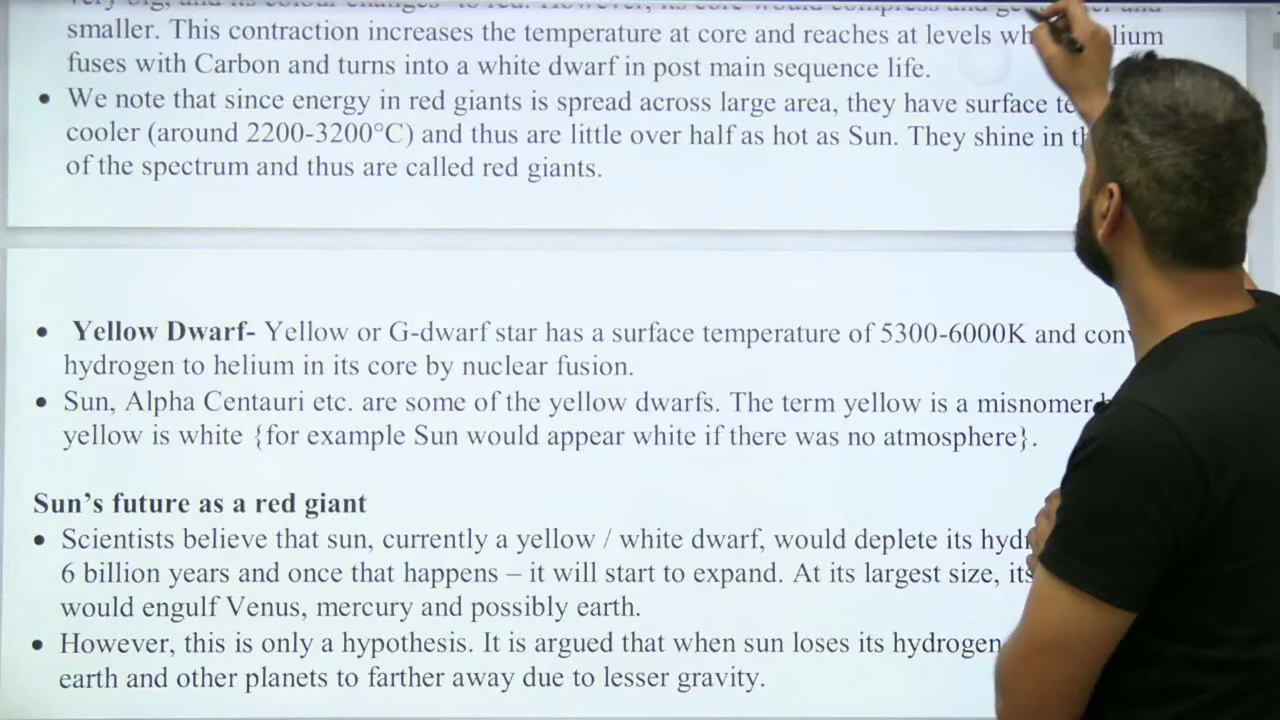 smaller. This contraction increases the temperature at core and reaches at levels
fuses with Carbon and turns into a white dwarf in post main sequence life.
• We note that since energy in red giants is spread across large area, they have surface
cooler (around 2200-3200°C) and thus are little over half as hot as Sun. They shine in
of the spectrum and thus are called red giants.
• Yellow Dwarf- Yellow or G-dwarf star has a surface temperature of 5300-6000K and
hydrogen to helium in its core by nuclear fusion.
• Sun, Alpha Centauri etc. are some of the yellow dwarfs. The term yellow is a misnomer
yellow is white {for example Sun would appear white if there was no atmosphere}.
Sun's future as a red giant
• Scientists believe that sun, currently a yellow / white dwarf, would deplete its
6 billion years and once that happens – it will start to expand. At its largest size, its
would engulf Venus, mercury and possibly earth.
• However, this is only a hypothesis. It is argued that when sun loses its hydrogen
earth and other planets to farther away due to lesser gravity.